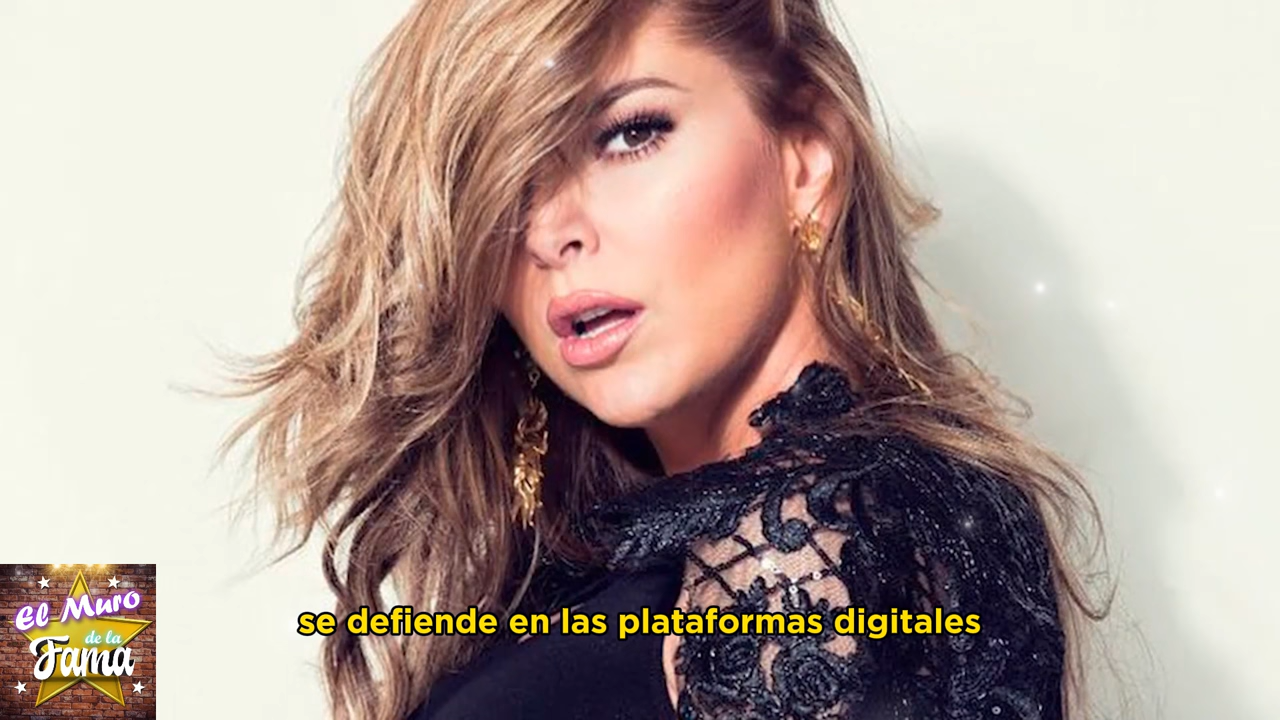 se defiende en las plataformas digitales
El Muro
de la
Fama